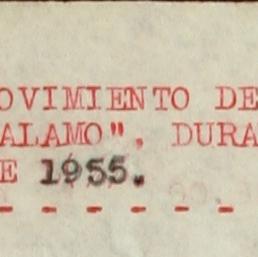 OVIMIENTO DE
ALAMO", DURA
E 1955.
- - - - - - -